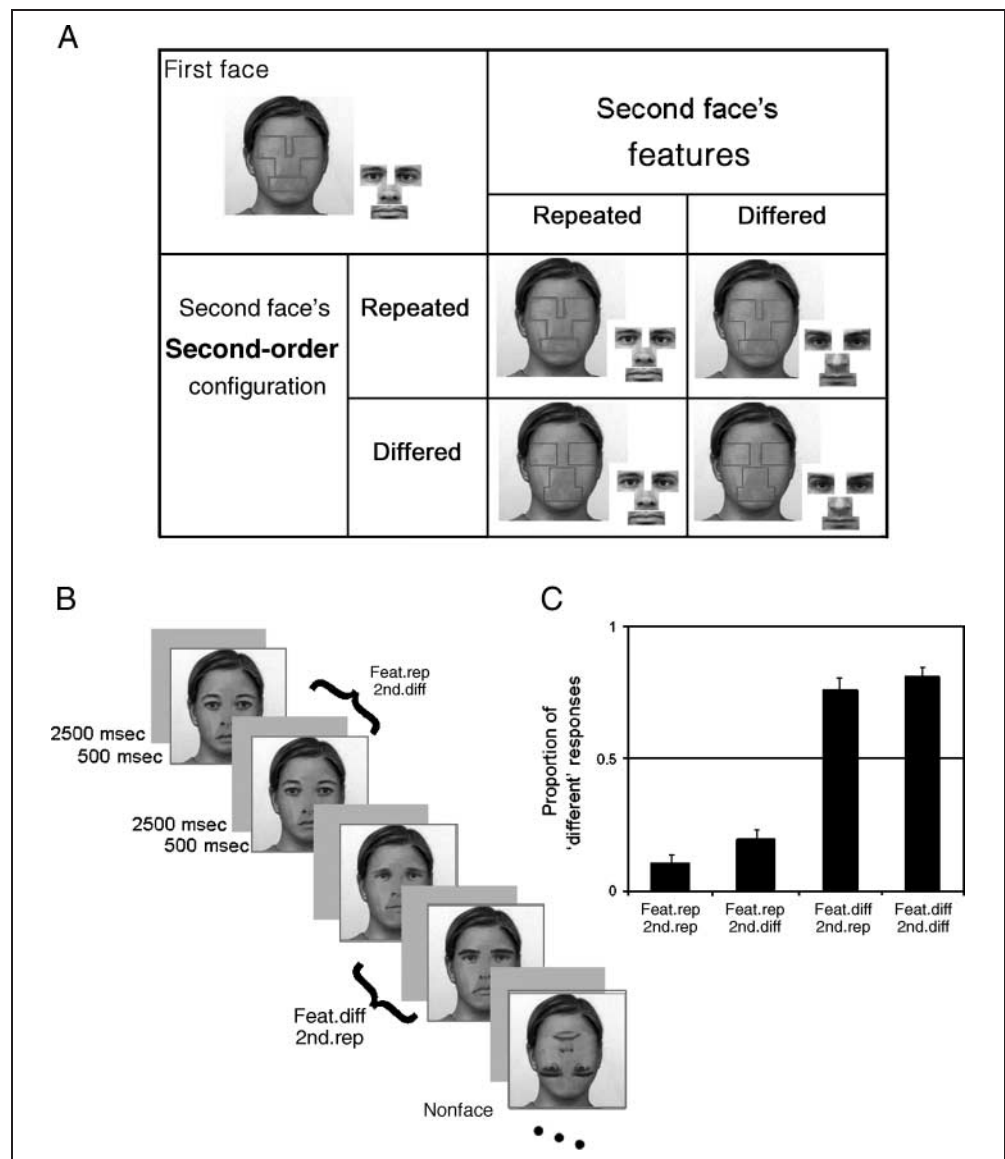 A
First face
Second face's
features
Repeated
Differed
Second face's
Second-order
configuration
Repeated
Differed
B
2500 msec
500 msec
Feat.rep
2nd.diff
2500 msec
500 msec
Feat.diff
2nd.rep
Nonface
C
Proportion of
'different' responses
1
0.5
0
Feat.rep
2nd.rep
Feat.rep
2nd.diff
Feat.diff
2nd.rep
Feat.diff
2nd.diff